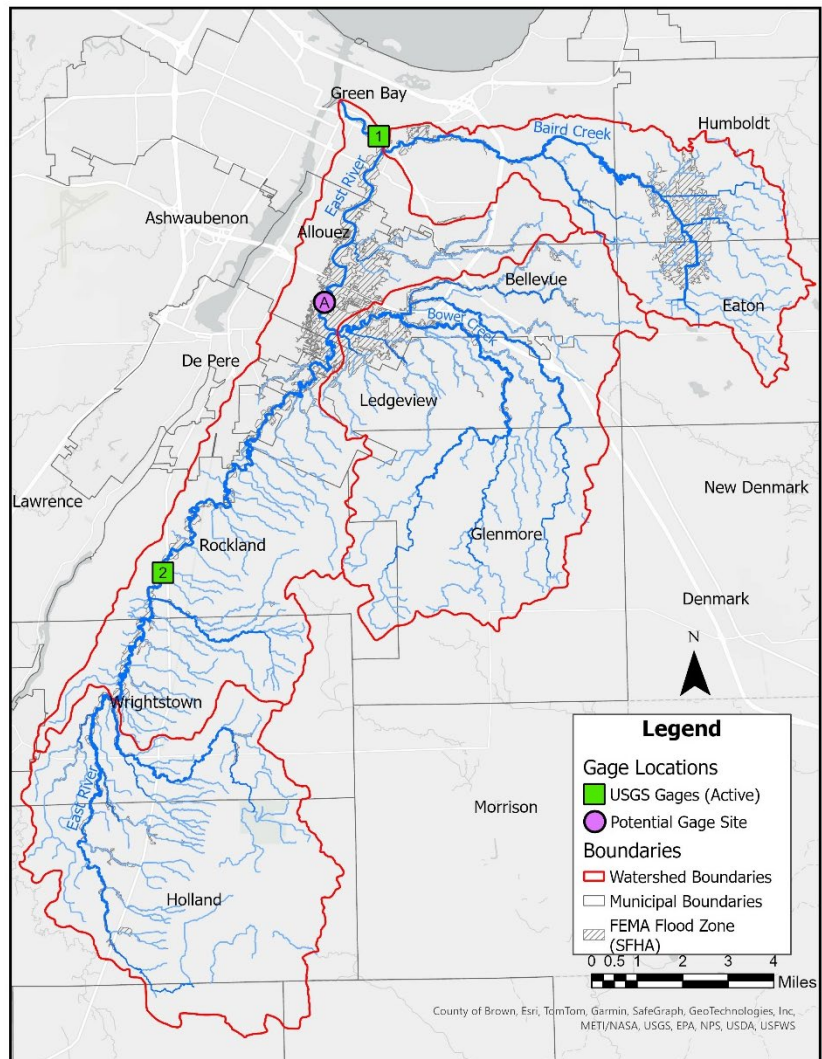 Green Bay
Humboldt
1
Baird Creek
East River
Ashwaubenon
Allouez
Bellevue
A
Eaton
Bower Creek
De Pere
Ledgeview
Lawrence
New Denmark
Rockland
Glenmore
2
Denmark
N
Wrightstown
Legend
Gage Locations
USGS Gages (Active)
Potential Gage Site
Boundaries
Watershed Boundaries
Municipal Boundaries
FEMA Flood Zone
(SFHA)
East River
Morrison
Holland
0 0.5 1 2 3 4
Miles
County of Brown, Esri, TomTom, Garmin, SafeGraph, GeoTechnologies, Inc,
METI/NASA, USGS, EPA, NPS, USDA, USFWS